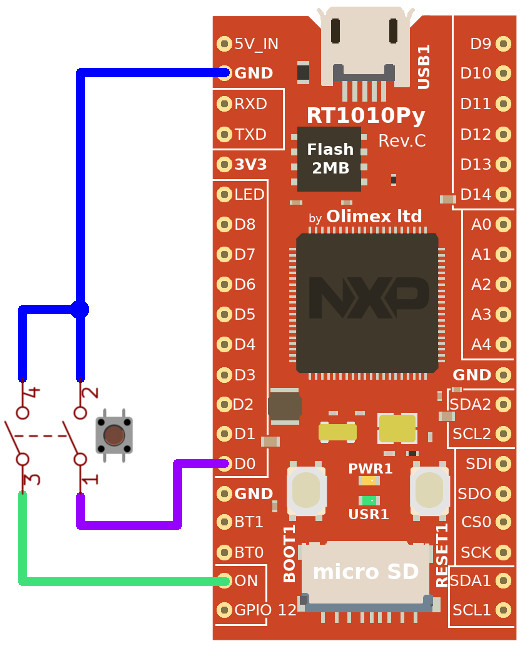 5V_IN
GND
RXD
TXD
3V3
LED
D8
D7
D6
D5
D4
D3
D2
D1
D0
GND
BT1
BT0
ON
GPIO 12
4
2
3
1
USB1
RT1010Py
Rev.C
Flash
2MB
by Olimex ltd
NXP
PWR1
USR1
BOOT1
RESET1
micro SD
D9
D10
D11
D12
D13
D14
A0
A1
A2
A3
A4
GND
SDA2
SCL2
SDI
SDO
CS0
SCK
SDA1
SCL1